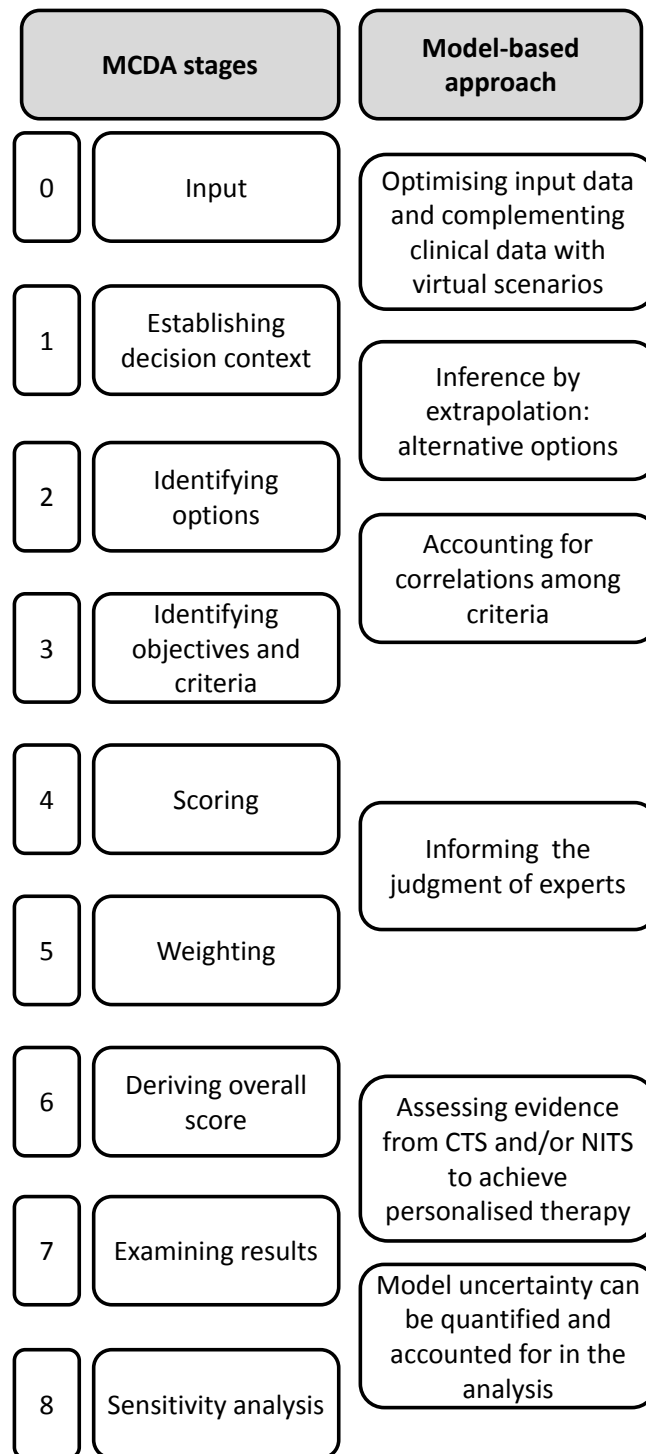 MCDA stages
Model-based
approach
0
Input
Optimising input data
and complementing
clinical data with
virtual scenarios
1
Establishing
decision context
Inference by
extrapolation:
alternative options
2
Identifying
options
Accounting for
correlations among
criteria
3
Identifying
objectives and
criteria
4
Scoring
Informing the
judgment of experts
5
Weighting
6
Deriving overall
score
Assessing evidence
from CTS and/or NITS
to achieve
personalised therapy
7
Examining results
Model uncertainty can
be quantified and
accounted for in the
analysis
8
Sensitivity analysis